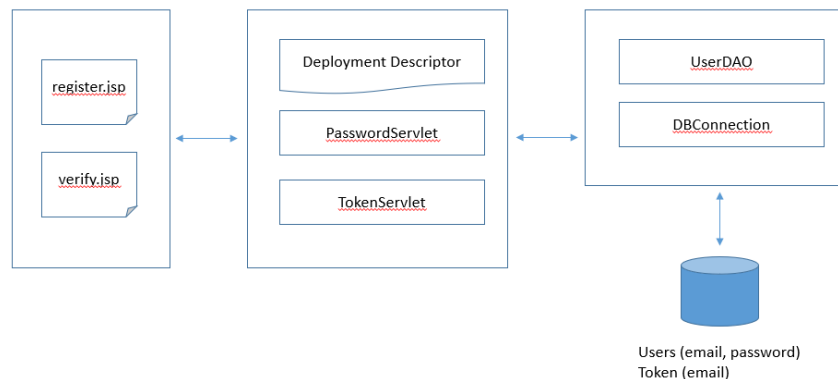 register.jsp
verify.jsp
Deployment Descriptor
PasswordServlet
TokenServlet
UserDAO
DBConnection
Users (email, password)
Token (email)